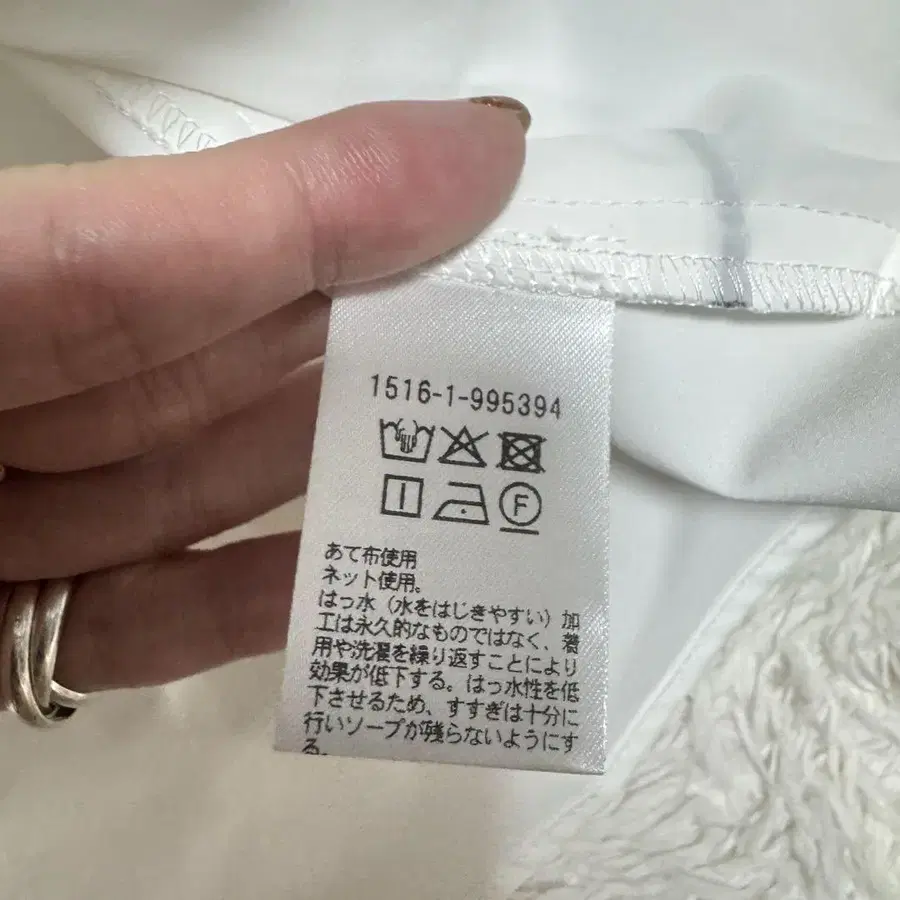 1516-1-995394
F
あて布使用
ネット使用。
はっ水（水をはじきやすい）加
工は永久的なものではなく、着
用や洗濯を繰り返すことにより
効果が低下する。はっ水性を低
下させるため、すすぎは十分に
行いソープが残らないようにす
る。